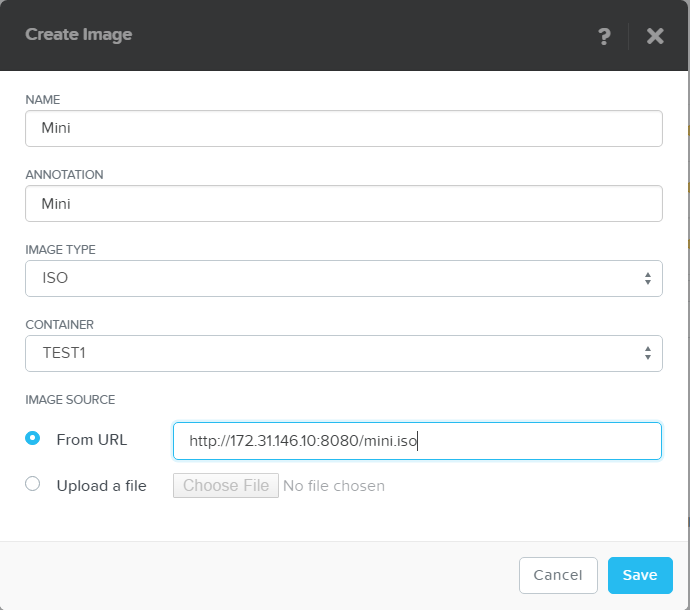 Create Image
?
NAME
Mini
ANNOTATION
Mini
IMAGE TYPE
ISO
CONTAINER
TEST1
IMAGE SOURCE
From URL http://172.31.146.10:8080/mini.iso
Upload a file Choose File No file chosen
Cancel Save